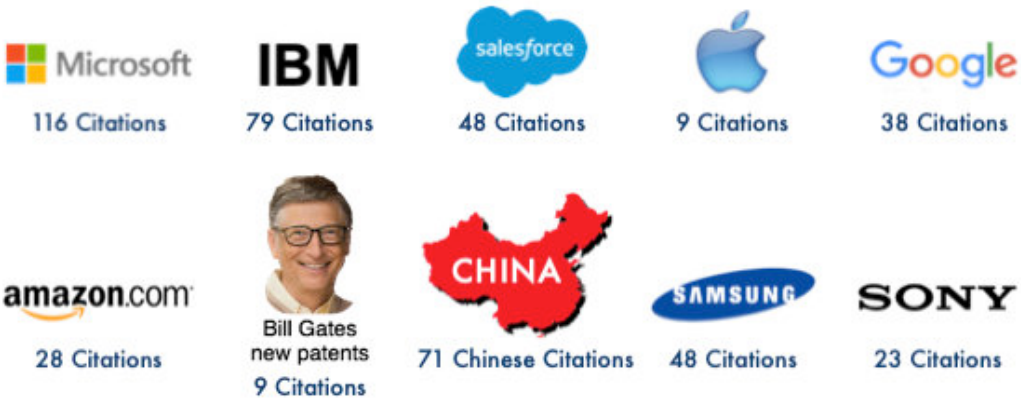 Microsoft
IBM
salesforce
Google
116 Citations
79 Citations
48 Citations
9 Citations
38 Citations
amazon.com
CHINA
SAMSUNG
SONY
Bill Gates
new patents
28 Citations
9 Citations
71 Chinese Citations
48 Citations
23 Citations